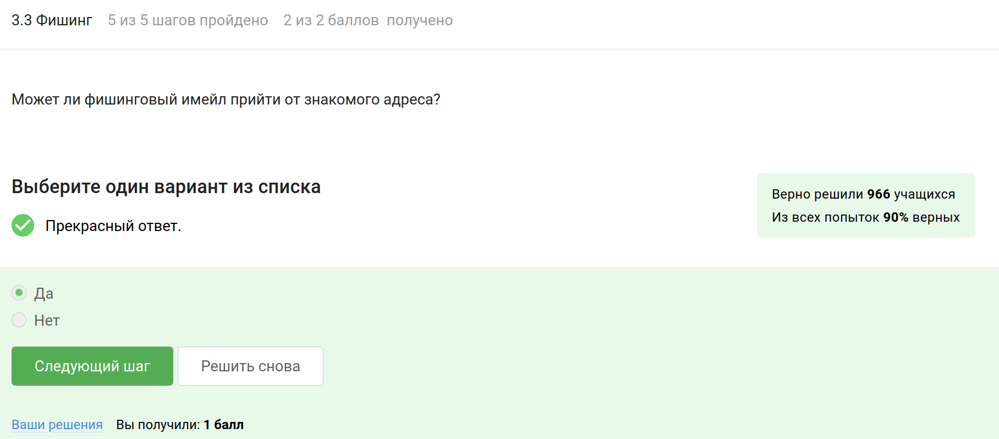 3.3 Фишинг 5 из 5 шагов пройдено 2 из 2 баллов получено
Может ли фишинговый имейл прийти от знакомого адреса?
Выберите один вариант из списка
Верно решили 966 учащихся
Из всех попыток 90% верных
Прекрасный ответ.
Да
Нет
Следующий шаг Решить снова
Ваши решения Вы получили: 1 балл